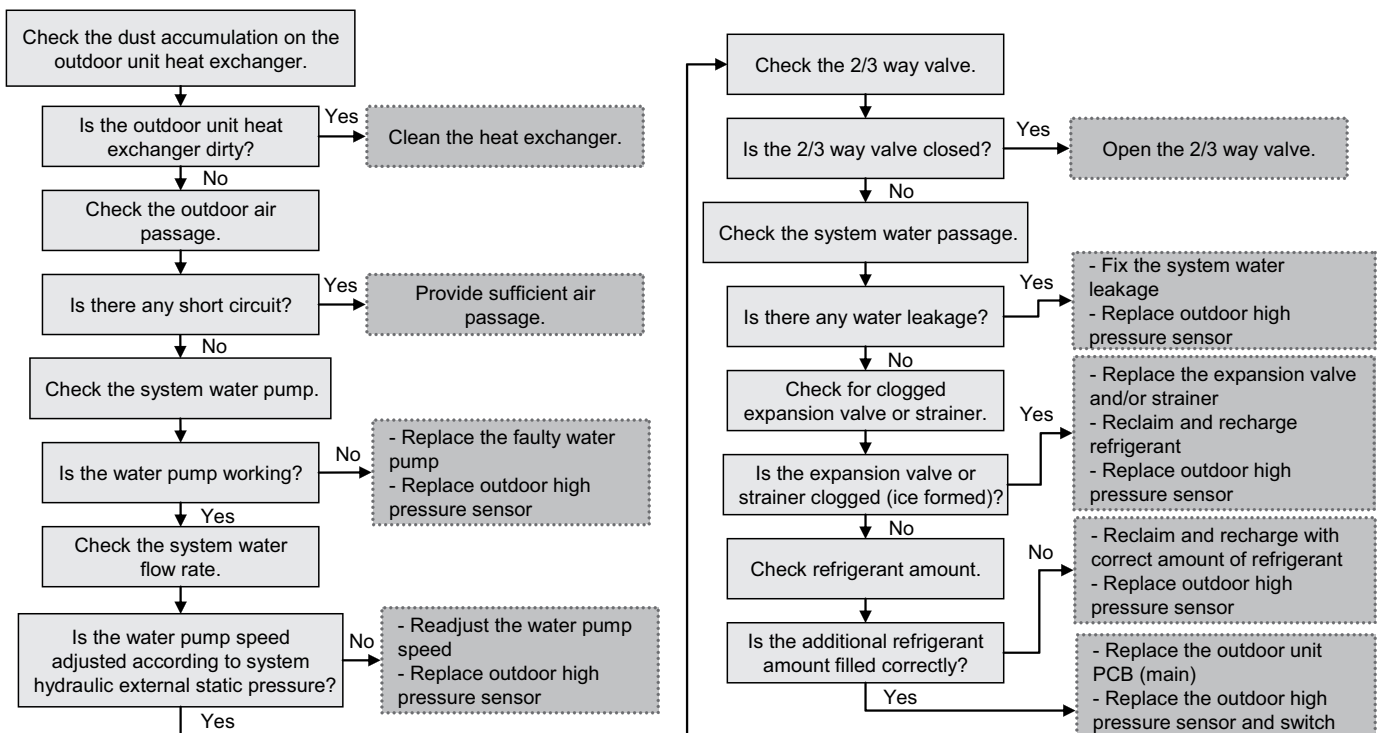 Check the dust accumulation on the
outdoor unit heat exchanger.
Is the outdoor unit heat
exchanger dirty?
Yes
Clean the heat exchanger.
No
Check the outdoor air
passage.
Is there any short circuit?
Yes
Provide sufficient air
passage.
No
Check the system water pump.
Is the water pump working?
No
- Replace the faulty water
pump
- Replace outdoor high
pressure sensor
Yes
Check the system water
flow rate.
Is the water pump speed
adjusted according to system
hydraulic external static pressure?
No
- Readjust the water pump
speed
- Replace outdoor high
pressure sensor
Yes
Check the 2/3 way valve.
Is the 2/3 way valve closed?
Yes
Open the 2/3 way valve.
No
Check the system water passage.
Is there any water leakage?
Yes
- Fix the system water
leakage
- Replace outdoor high
pressure sensor
No
Check for clogged
expansion valve or strainer.
Is the expansion valve or
strainer clogged (ice formed)?
Yes
- Replace the expansion valve
and/or strainer
- Reclaim and recharge
refrigerant
- Replace outdoor high
pressure sensor
No
Check refrigerant amount.
Is the additional refrigerant
amount filled correctly?
No
- Reclaim and recharge with
correct amount of refrigerant
- Replace outdoor high
pressure sensor
Yes
- Replace the outdoor unit
PCB (main)
- Replace the outdoor high
pressure sensor and switch